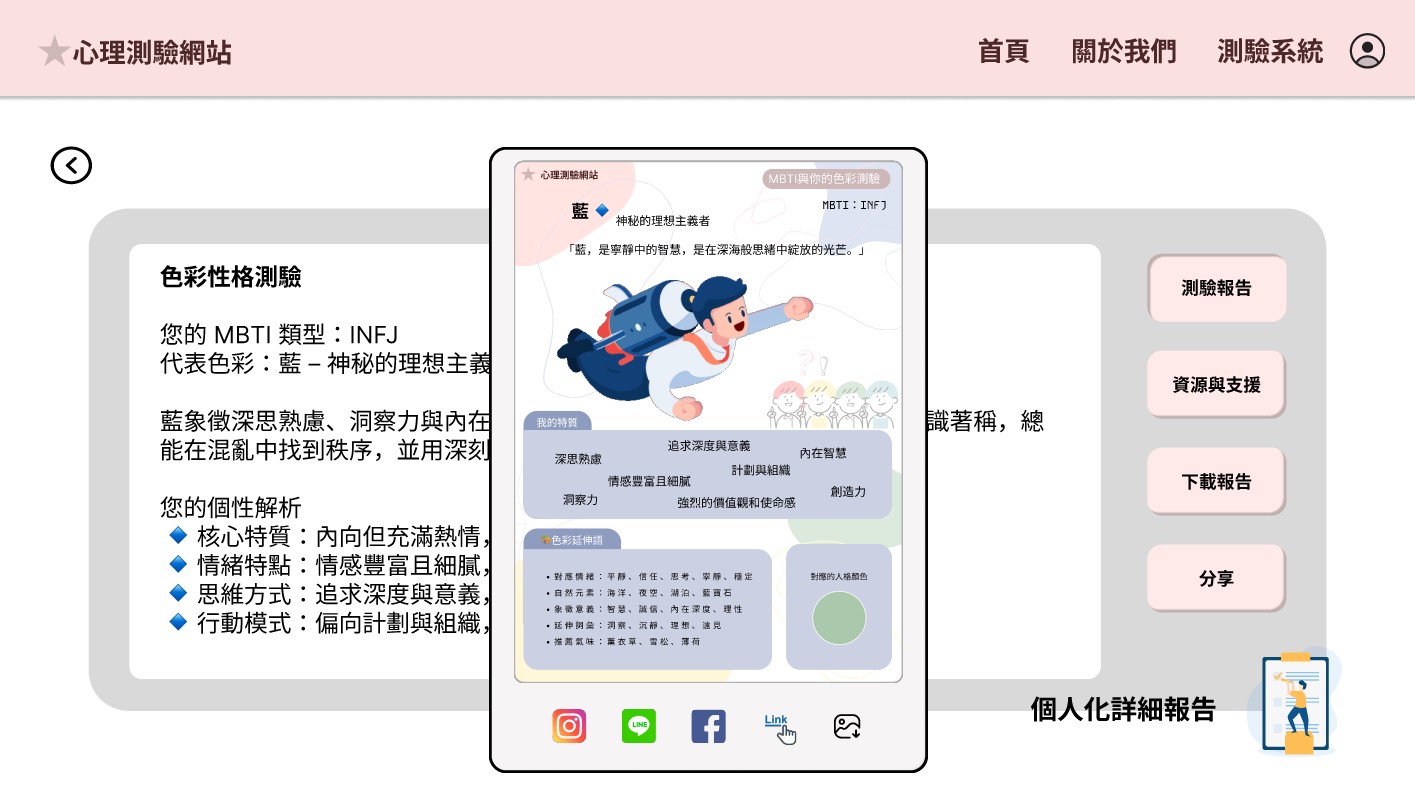 心理測驗網站
首頁 關於我們 測驗系統
色彩性格測驗
您的 MBTI 類型：INFJ
代表色彩：藍 – 神秘的理想主義
藍象徵深思熟慮、洞察力與內在
識著稱，總
能在混亂中找到秩序，並用深刻
您的個性解析
核心特質：內向但充滿熱情，
情緒特點：情感豐富且細膩，
思維方式：追求深度與意義，
行動模式：偏向計劃與組織，
心理測驗網站
MBTI與你的色彩測驗
MBTI：INFJ
藍 神秘的理想主義者
「藍，是寧靜中的智慧，是在深海般思緒中綻放的光芒。」
?!
我的特質
追求深度與意義
深思熟慮
內在智慧
計劃與組織
情感豐富且細膩
創造力
洞察力
強烈的價值觀和使命感
色彩延伸語
• 對應情緒：平靜、信任、思考、寧靜、穩定
• 自然元素：海洋、夜空、湖泊、藍寶石
• 象徵意義：智慧、誠信、內在深度、理性
• 延伸詞彙：洞察、沉靜、理想、遠見
• 推薦氣味：薰衣草、雪松、薄荷
對應的人格顏色
LINE
Link
測驗報告
資源與支援
下載報告
分享
個人化詳細報告